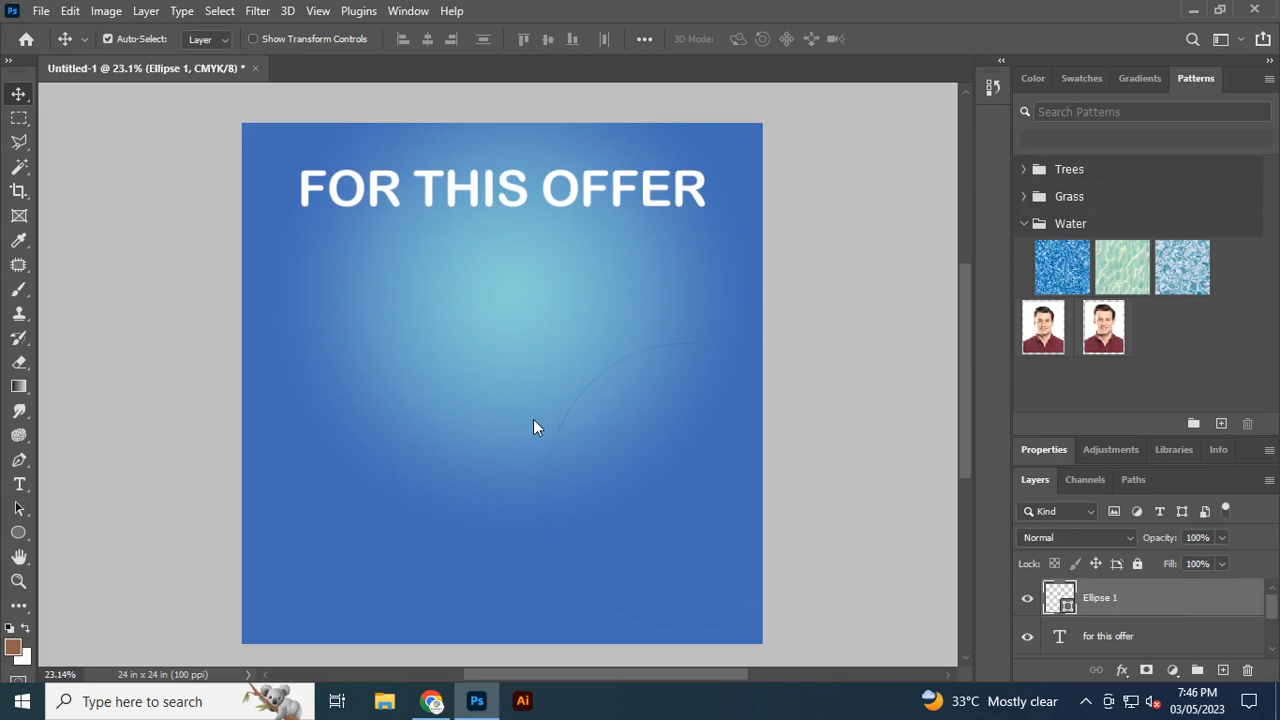 Ps File Edit Image Layer Type Select Filter 3D View Plugins Window Help
Auto-Select: Layer Show Transform Controls 3D Mode:
Untitled-1 @ 23.1% (Ellipse 1, CMYK/8) *
Color Swatches Gradients Patterns
Search Patterns
Trees
Grass
Water
FOR THIS OFFER
Properties Adjustments Libraries Info
Layers Channels Paths
Kind
Normal Opacity: 100%
Lock: Fill: 100%
Ellipse 1
T for this offer
23.14% 24 in x 24 in (100 ppi)
Type here to search
Ps Ai
33°C Mostly clear
7:46 PM
03/05/2023